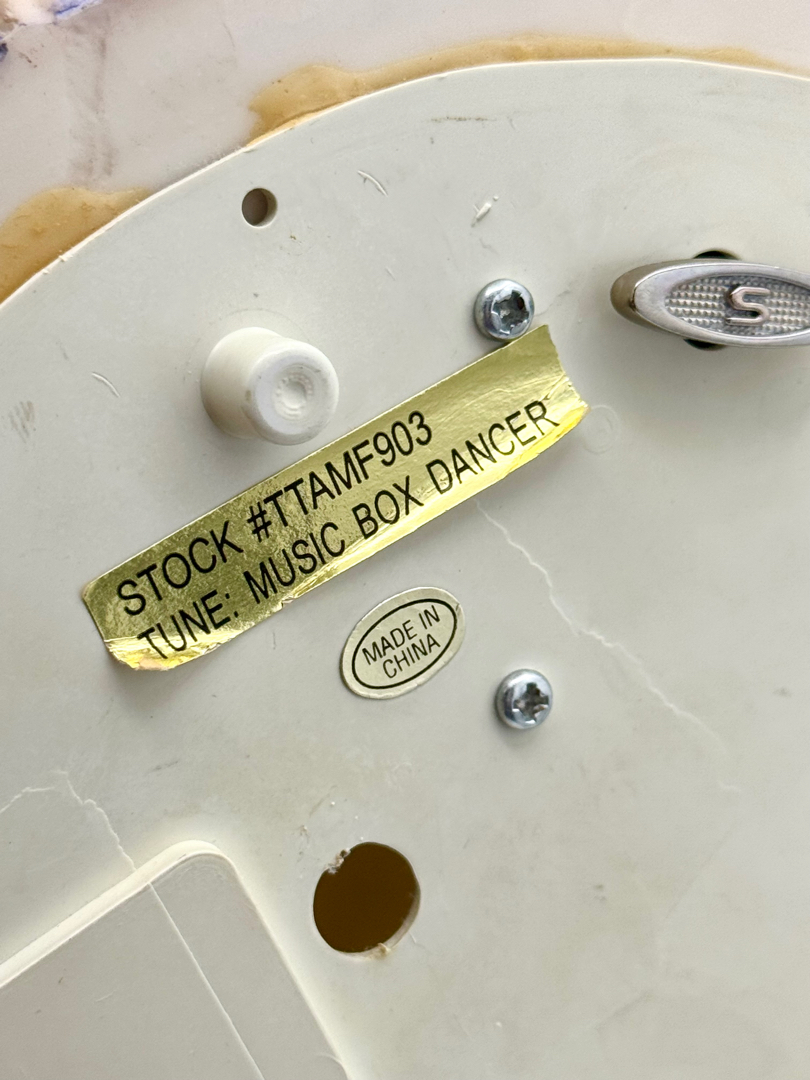 S
STOCK #TTAMF903
TUNE: MUSIC BOX DANCER
MADE IN
CHINA